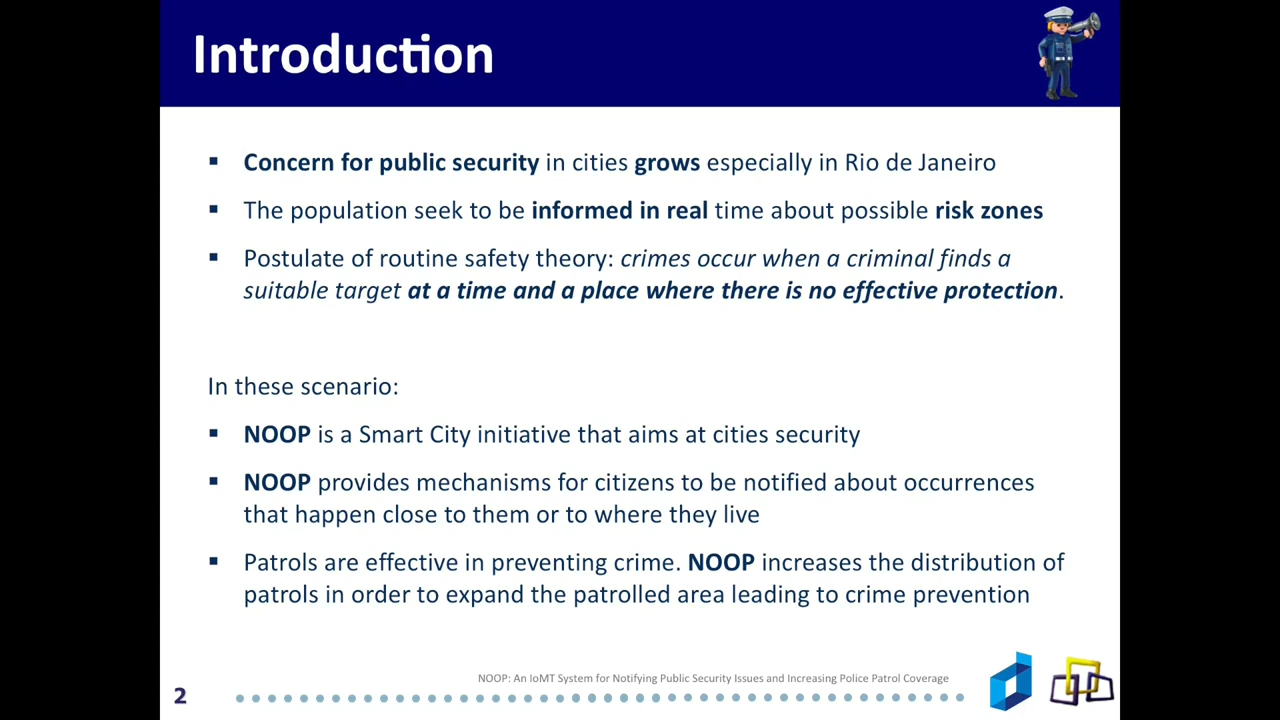 Introduction
▪ Concern for public security in cities grows especially in Rio de Janeiro
▪ The population seek to be informed in real time about possible risk zones
▪ Postulate of routine safety theory: crimes occur when a criminal finds a
suitable target at a time and a place where there is no effective protection.
In these scenario:
▪ NOOP is a Smart City initiative that aims at cities security
▪ NOOP provides mechanisms for citizens to be notified about occurrences
that happen close to them or to where they live
▪ Patrols are effective in preventing crime. NOOP increases the distribution of
patrols in order to expand the patrolled area leading to crime prevention
NOOP: An IoMT System for Notifying Public Security Issues and Increasing Police Patrol Coverage
2